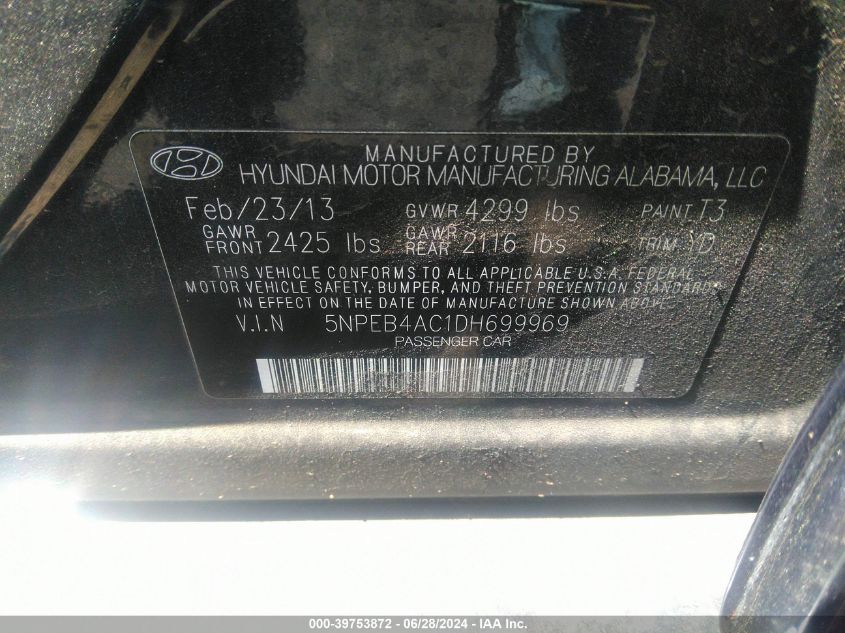 MANUFACTURED BY
HYUNDAI MOTOR MANUFACTURING ALABAMA, LLC
Feb/23/13 GVWR 4299 lbs PAINT T3
GAWR FRONT 2425 lbs GAWR REAR 2116 lbs TRIM YD
THIS VEHICLE CONFORMS TO ALL APPLICABLE U.S.A. FEDERAL
MOTOR VEHICLE SAFETY, BUMPER, AND THEFT PREVENTION STANDARDS
IN EFFECT ON THE DATE OF MANUFACTURE SHOWN ABOVE.
V.I.N 5NPEB4AC1DH699969
PASSENGER CAR
000-39753872 - 06/28/2024 - IAA Inc.